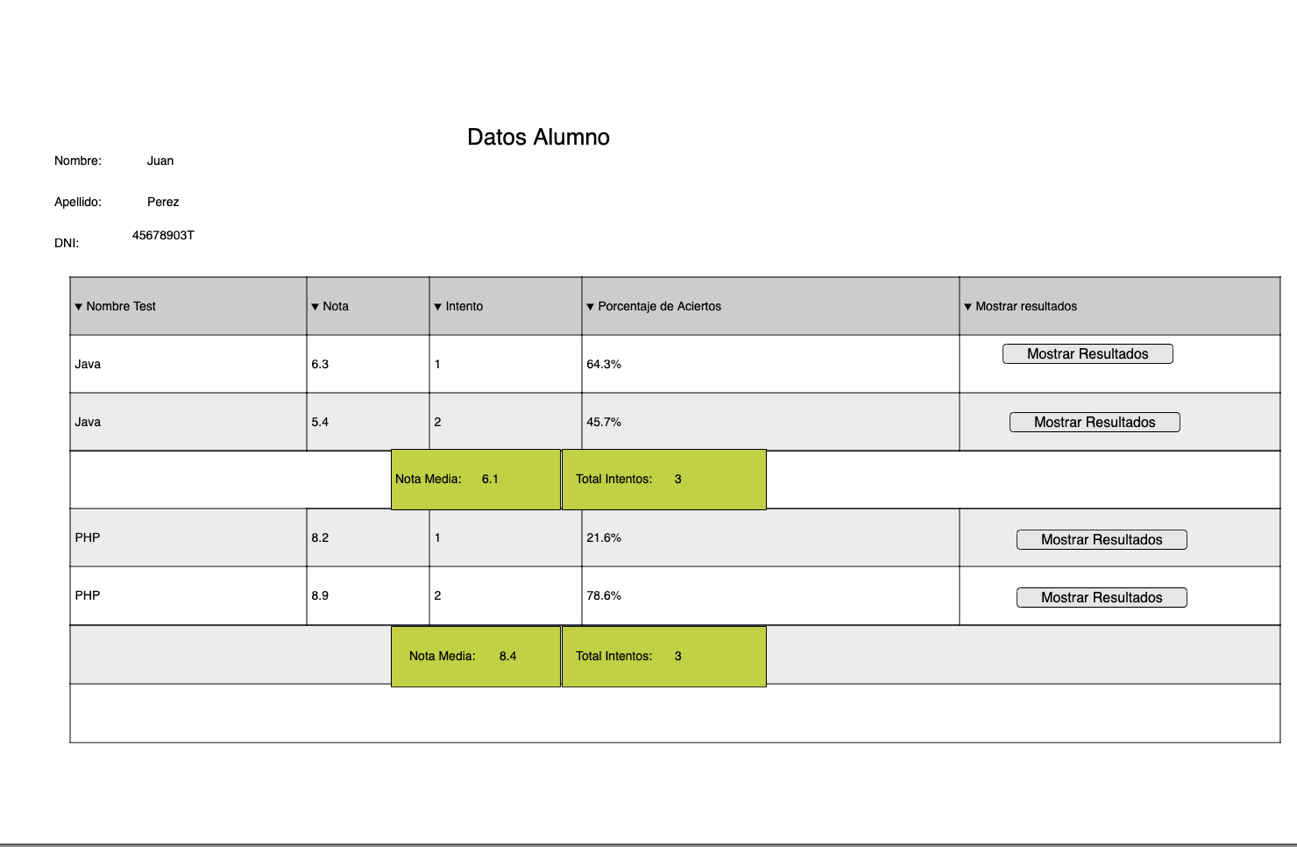 Datos Alumno
Nombre: Juan
Apellido: Perez
DNI: 45678903T
▼ Nombre Test ▼ Nota ▼ Intento ▼ Porcentaje de Aciertos ▼ Mostrar resultados
Java 6.3 1 64.3% Mostrar Resultados
Java 5.4 2 45.7% Mostrar Resultados
Nota Media: 6.1 Total Intentos: 3
PHP 8.2 1 21.6% Mostrar Resultados
PHP 8.9 2 78.6% Mostrar Resultados
Nota Media: 8.4 Total Intentos: 3